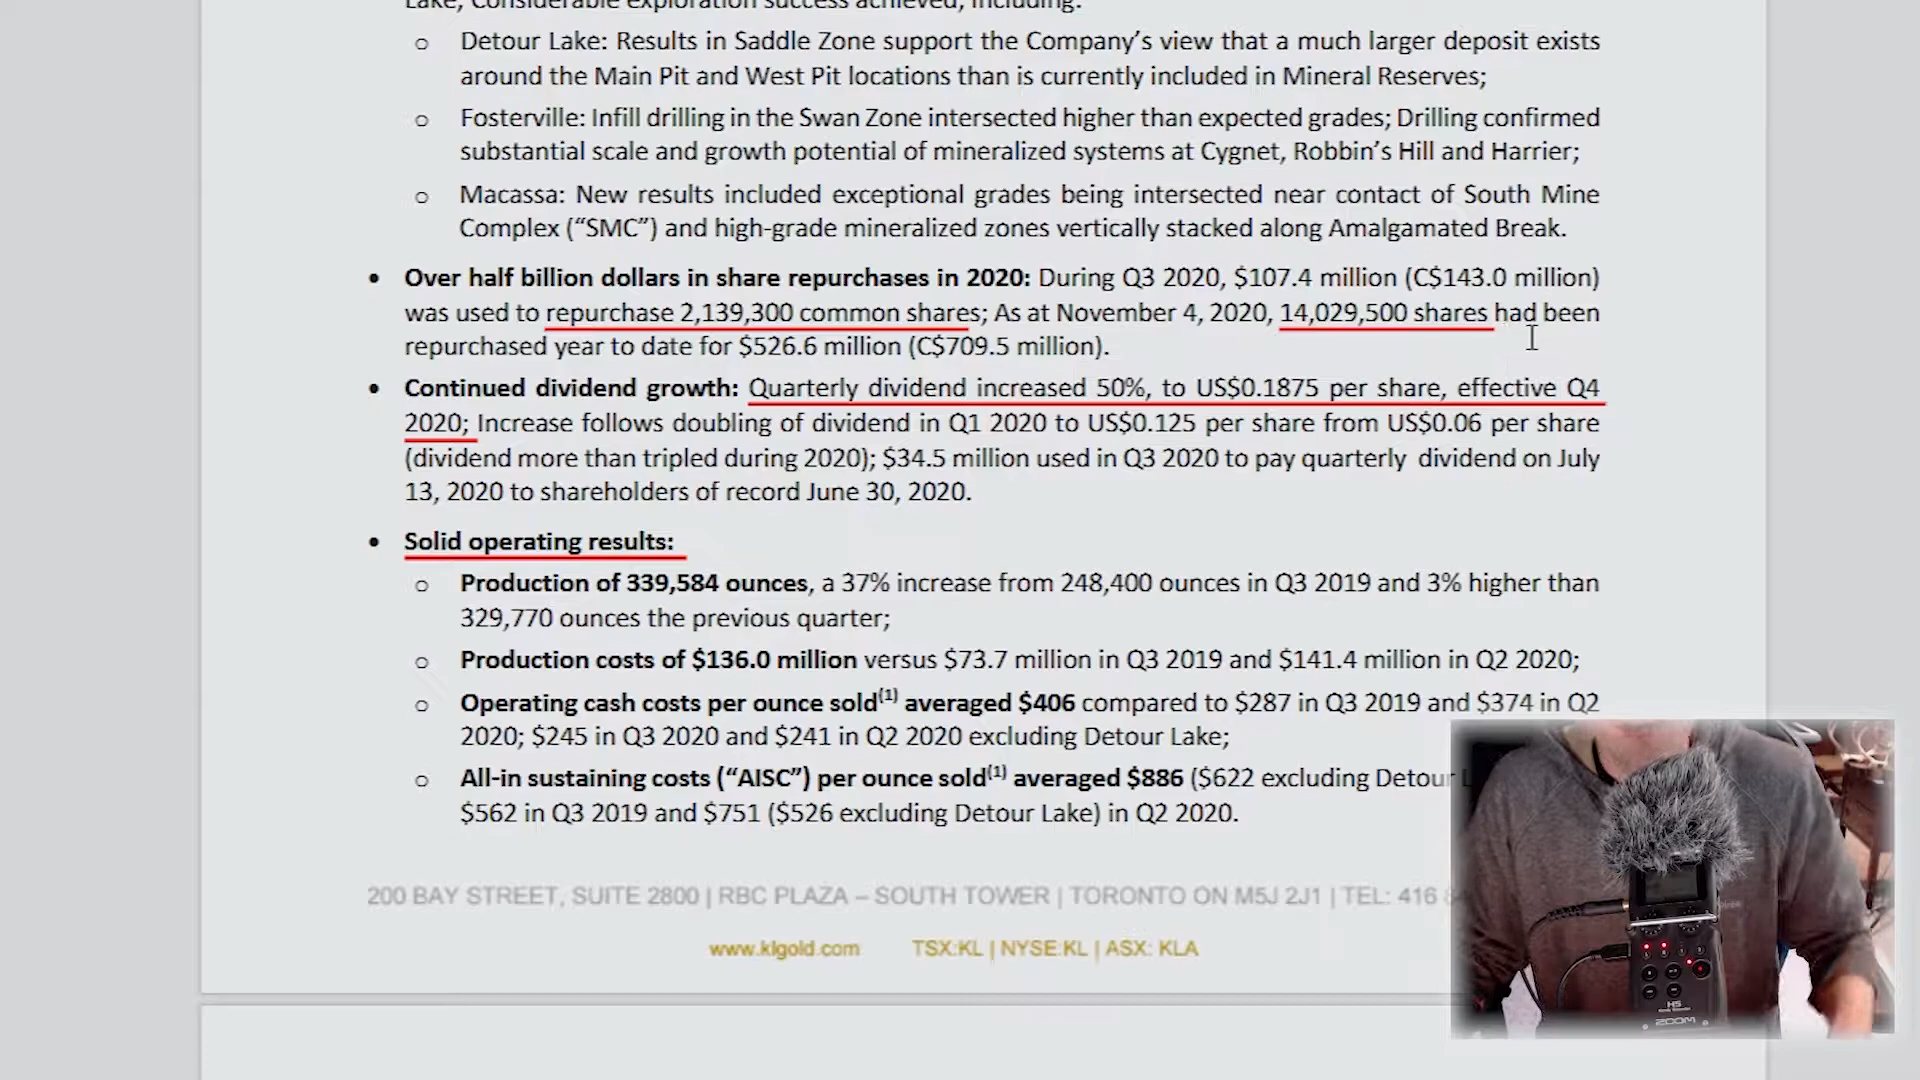 Lake; Considerable exploration success achieved, including:
o Detour Lake: Results in Saddle Zone support the Company’s view that a much larger deposit exists
around the Main Pit and West Pit locations than is currently included in Mineral Reserves;
o Fosterville: Infill drilling in the Swan Zone intersected higher than expected grades; Drilling confirmed
substantial scale and growth potential of mineralized systems at Cygnet, Robbin’s Hill and Harrier;
o Macassa: New results included exceptional grades being intersected near contact of South Mine
Complex (“SMC”) and high-grade mineralized zones vertically stacked along Amalgamated Break.
• Over half billion dollars in share repurchases in 2020: During Q3 2020, $107.4 million (C$143.0 million)
was used to repurchase 2,139,300 common shares; As at November 4, 2020, 14,029,500 shares had been
repurchased year to date for $526.6 million (C$709.5 million).
• Continued dividend growth: Quarterly dividend increased 50%, to US$0.1875 per share, effective Q4
2020; Increase follows doubling of dividend in Q1 2020 to US$0.125 per share from US$0.06 per share
(dividend more than tripled during 2020); $34.5 million used in Q3 2020 to pay quarterly dividend on July
13, 2020 to shareholders of record June 30, 2020.
• Solid operating results:
o Production of 339,584 ounces, a 37% increase from 248,400 ounces in Q3 2019 and 3% higher than
329,770 ounces the previous quarter;
o Production costs of $136.0 million versus $73.7 million in Q3 2019 and $141.4 million in Q2 2020;
o Operating cash costs per ounce sold(1) averaged $406 compared to $287 in Q3 2019 and $374 in Q2
2020; $245 in Q3 2020 and $241 in Q2 2020 excluding Detour Lake;
o All-in sustaining costs (“AISC”) per ounce sold(1) averaged $886 ($622 excluding Detour
$562 in Q3 2019 and $751 ($526 excluding Detour Lake) in Q2 2020.
200 BAY STREET, SUITE 2800 | RBC PLAZA – SOUTH TOWER | TORONTO ON M5J 2J1 | TEL: 416
www.klgold.com TSX:KL | NYSE:KL | ASX: KLA
H5
zoom